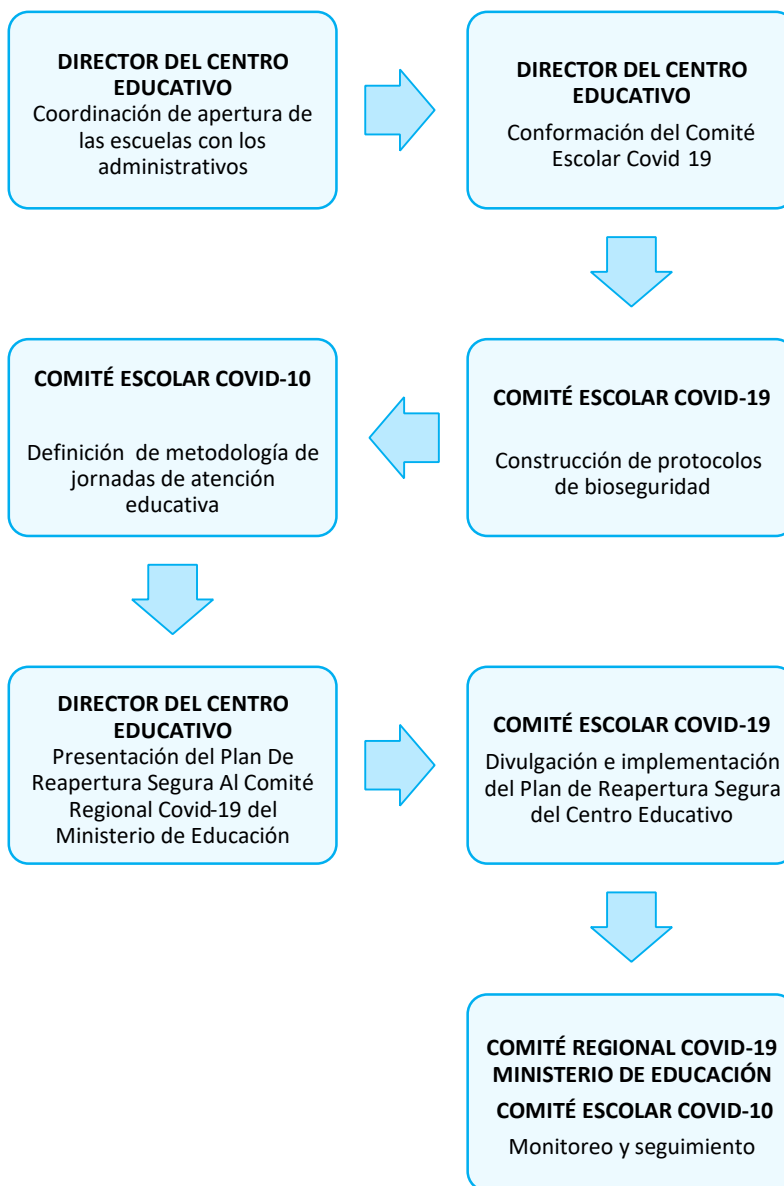 DIRECTOR DEL CENTRO
EDUCATIVO
Coordinación de apertura de
las escuelas con los
administrativos
DIRECTOR DEL CENTRO
EDUCATIVO
Conformación del Comité
Escolar Covid 19
COMITÉ ESCOLAR COVID-19
Construcción de protocolos
de bioseguridad
COMITÉ ESCOLAR COVID-10
Definición de metodología de
jornadas de atención
educativa
DIRECTOR DEL CENTRO
EDUCATIVO
Presentación del Plan De
Reapertura Segura Al Comité
Regional Covid-19 del
Ministerio de Educación
COMITÉ ESCOLAR COVID-19
Divulgación e implementación
del Plan de Reapertura Segura
del Centro Educativo
COMITÉ REGIONAL COVID-19
MINISTERIO DE EDUCACIÓN
COMITÉ ESCOLAR COVID-10
Monitoreo y seguimiento